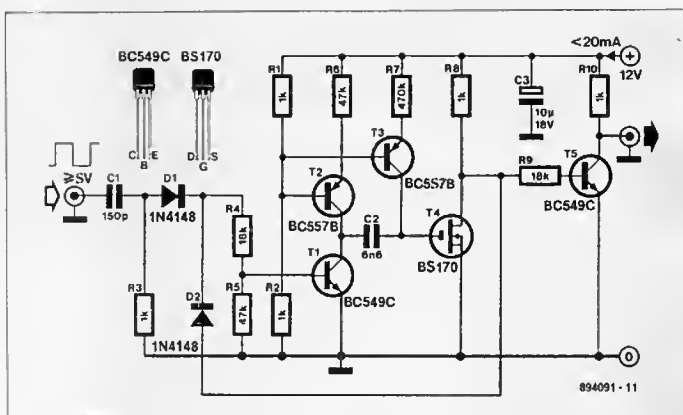 BC549C BS170
C B E
D G S
WSV
C1
150p
D1
1N4148
R3
1k
D2
1N4148
R4
18k
R5
47k
R1
1k
R2
1k
R6
47k
T2
BC557B
T1
BC549C
C2
6n6
R7
470k
T3
BC557B
T4
BS170
R8
1k
C3
10µ
18V
R9
18k
R10
1k
T5
BC549C
<20mA
+
12V
0
894091 - 11